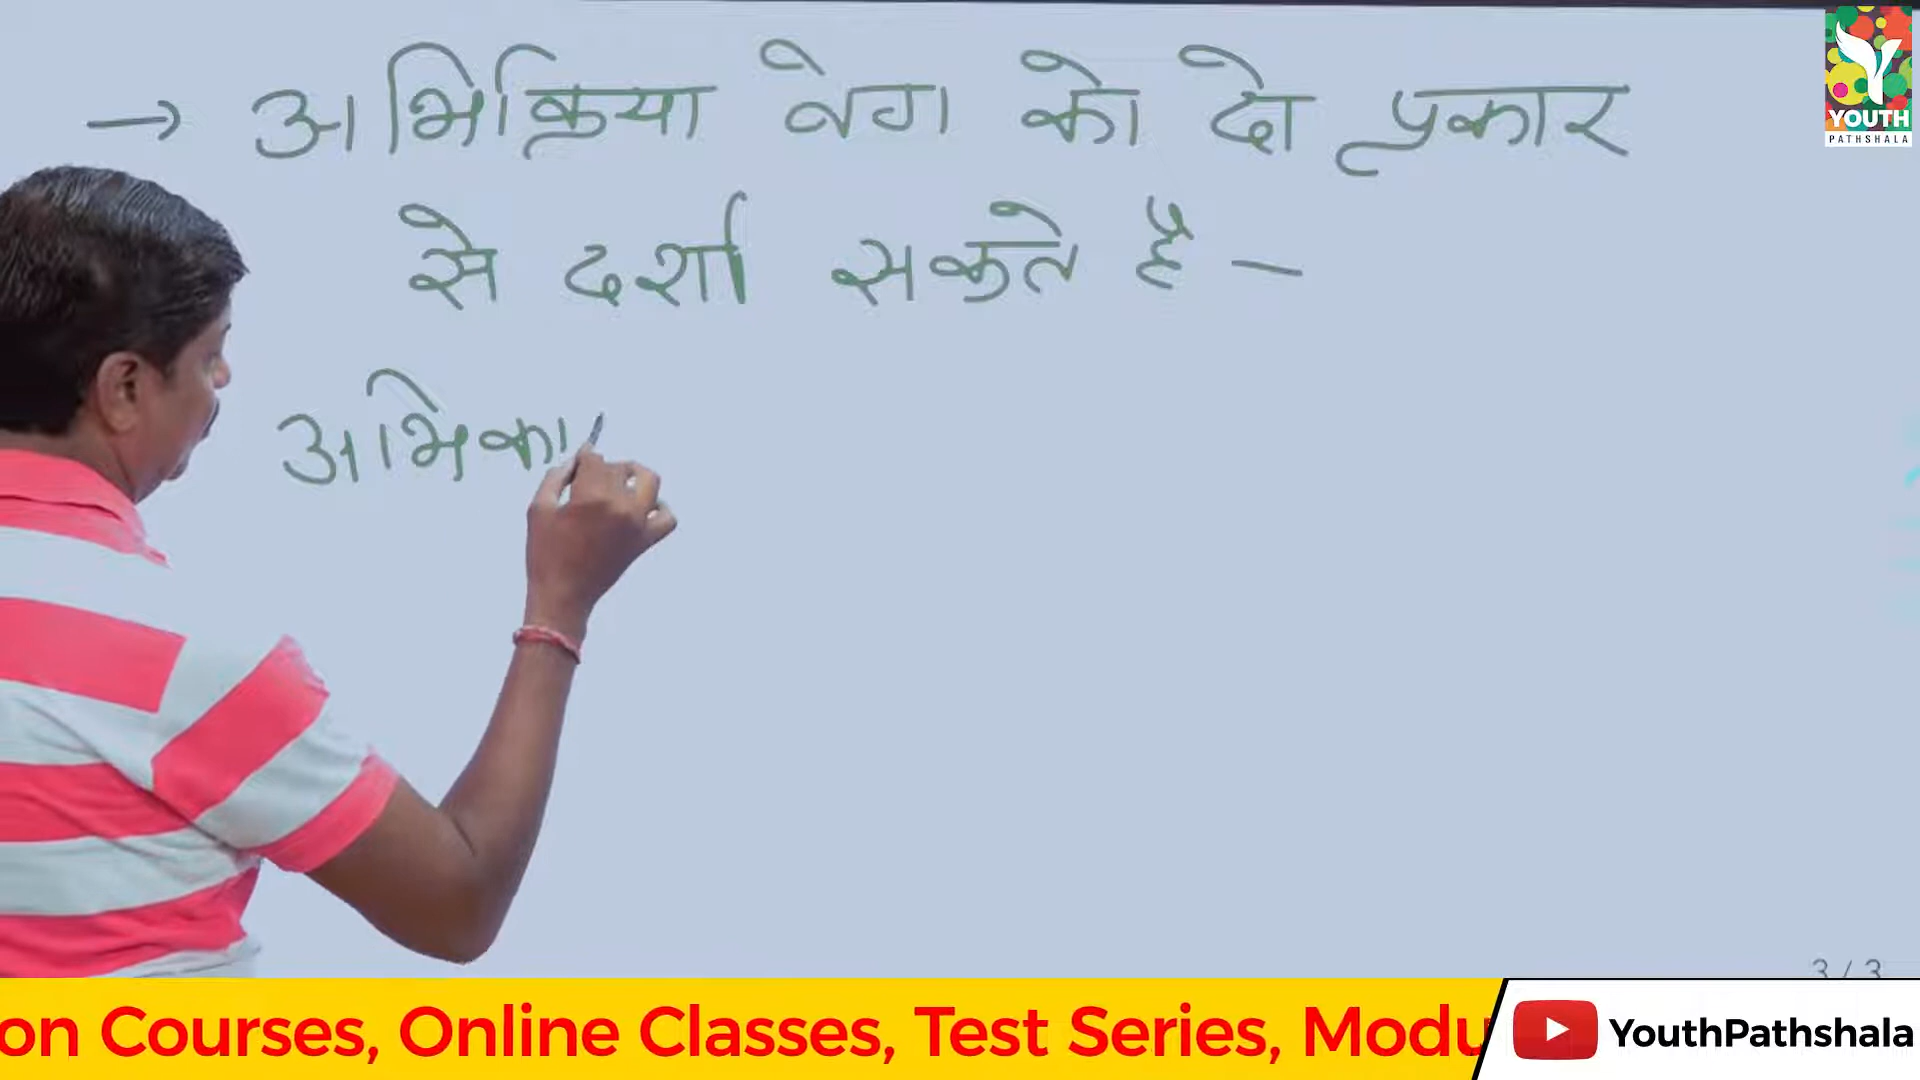 → अभिक्रिया वेग को दो प्रकार
से दर्शा सकते है -
अभिका
YOUTH
PATHSHALA
3 / 3
on Courses, Online Classes, Test Series, Modu
YouthPathshala